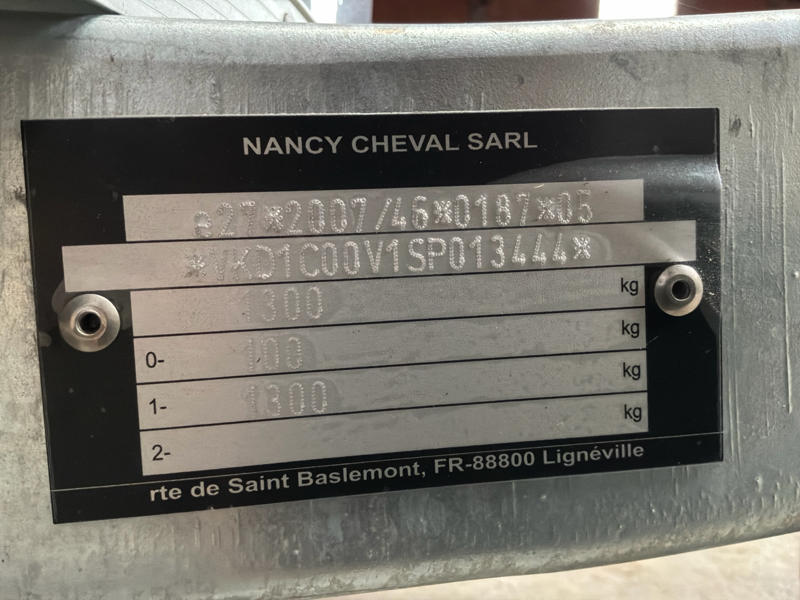 NANCY CHEVAL SARL
e27*2007/46*0187*05
*VKD1C00V1SP013444*
1300 kg
0- 100 kg
1- 1300 kg
2- kg
rte de Saint Baslemont, FR-88800 Lignéville